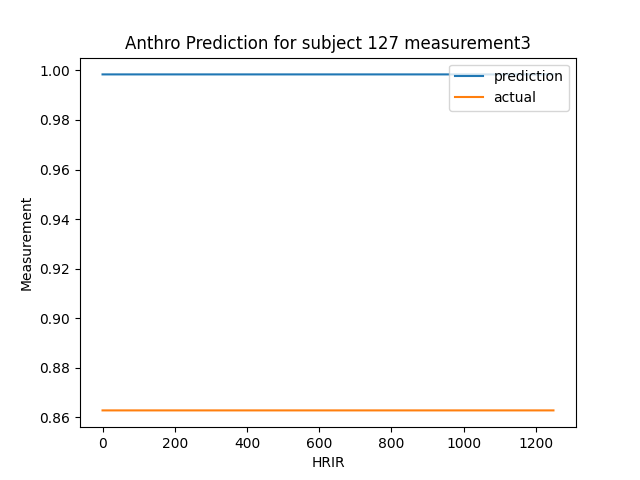 Anthro Prediction for subject 127 measurement3
1.00
0.98
0.96
0.94
0.92
0.90
0.88
0.86
Measurement
prediction
actual
0 200 400 600 800 1000 1200
HRIR